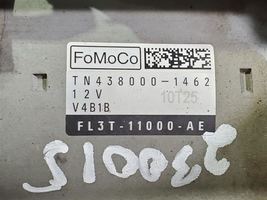 FoMoCo
TN438000-1462
12V 10T25
V4B1B
FL3T-11000-AE